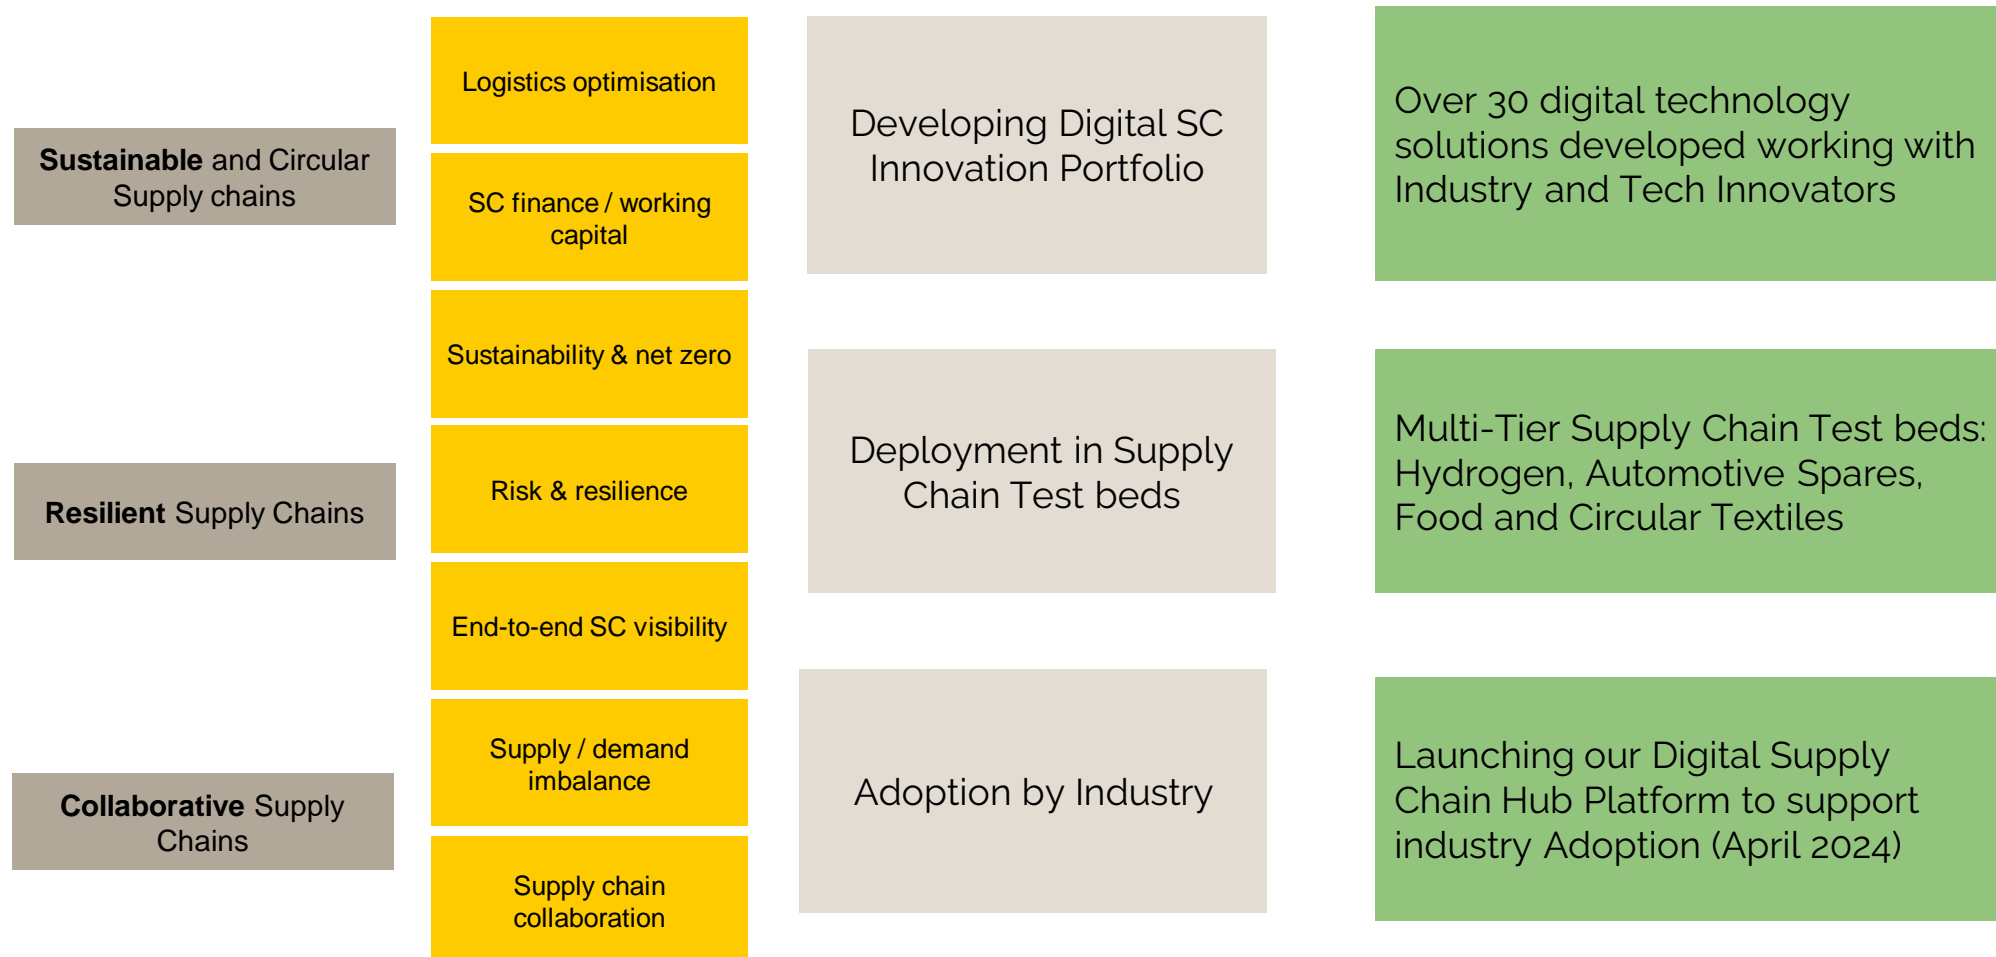 Sustainable and Circular
Supply chains
Resilient Supply Chains
Collaborative Supply
Chains
Logistics optimisation
SC finance / working
capital
Sustainability & net zero
Risk & resilience
End-to-end SC visibility
Supply / demand
imbalance
Supply chain
collaboration
Developing Digital SC
Innovation Portfolio
Deployment in Supply
Chain Test beds
Adoption by Industry
Over 30 digital technology
solutions developed working with
Industry and Tech Innovators
Multi-Tier Supply Chain Test beds:
Hydrogen, Automotive Spares,
Food and Circular Textiles
Launching our Digital Supply
Chain Hub Platform to support
industry Adoption (April 2024)